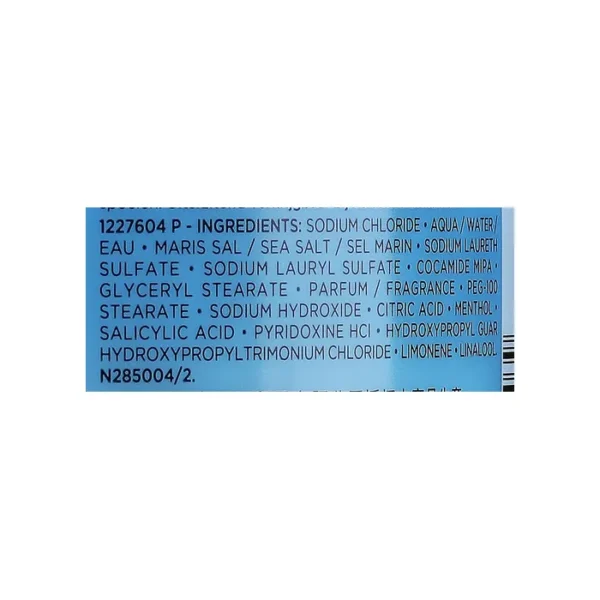 1227604 P - INGREDIENTS: SODIUM CHLORIDE • AQUA / WATER /
EAU • MARIS SAL / SEA SALT / SEL MARIN • SODIUM LAURETH
SULFATE • SODIUM LAURYL SULFATE • COCAMIDE MIPA •
GLYCERYL STEARATE • PARFUM / FRAGRANCE • PEG-100
STEARATE • SODIUM HYDROXIDE • CITRIC ACID • MENTHOL •
SALICYLIC ACID • PYRIDOXINE HCI • HYDROXYPROPYL GUAR
HYDROXYPROPYLTRIMONIUM CHLORIDE • LIMONENE • LINALOOL
N285004/2.